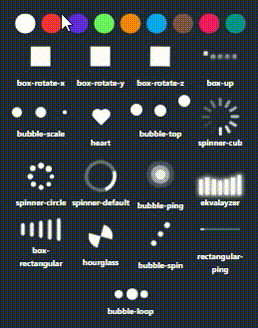 box-rotate-x box-rotate-y box-rotate-z box-up
bubble-scale heart bubble-top spinner-cub
spinner-circle spinner-default bubble-ping ekvalayzer
box-
rectangular hourglass bubble-spin rectangular-
ping
bubble-loop